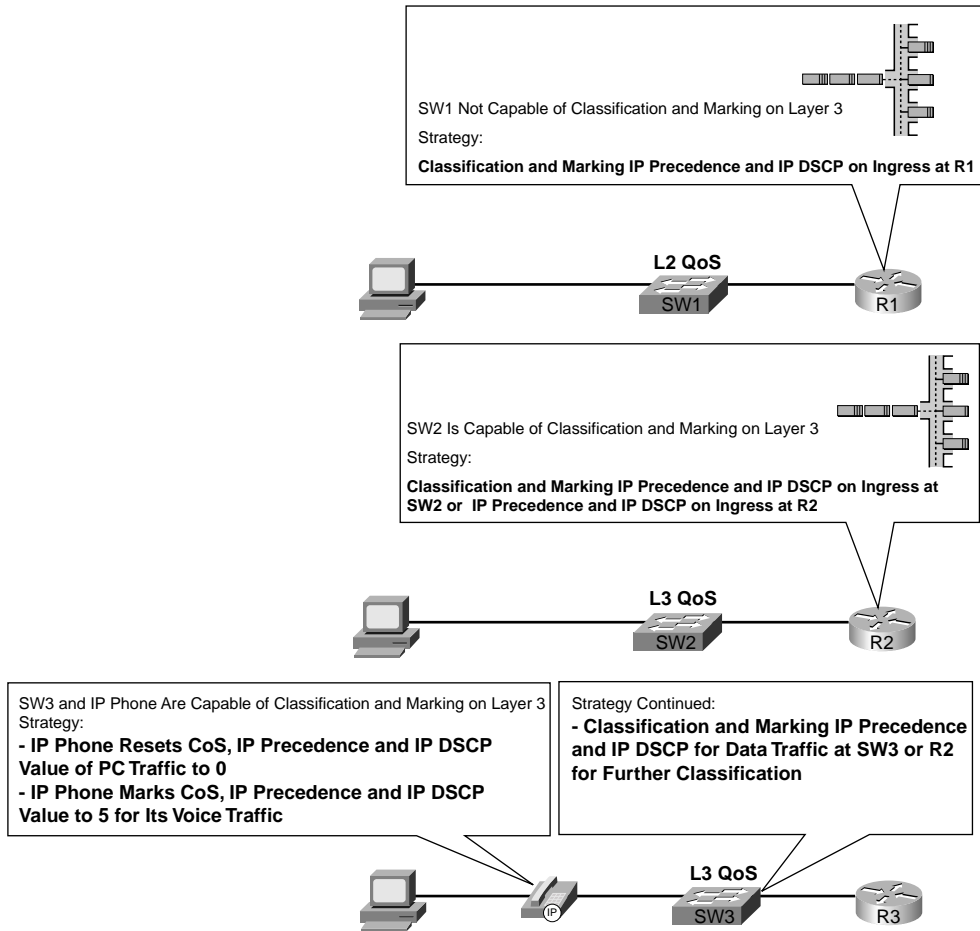 SW1 Not Capable of Classification and Marking on Layer 3
Strategy:
Classification and Marking IP Precedence and IP DSCP on Ingress at R1
L2 QoS
SW1
R1
SW2 Is Capable of Classification and Marking on Layer 3
Strategy:
Classification and Marking IP Precedence and IP DSCP on Ingress at
SW2 or IP Precedence and IP DSCP on Ingress at R2
L3 QoS
SW2
R2
SW3 and IP Phone Are Capable of Classification and Marking on Layer 3
Strategy:
- IP Phone Resets CoS, IP Precedence and IP DSCP
Value of PC Traffic to 0
- IP Phone Marks CoS, IP Precedence and IP DSCP
Value to 5 for Its Voice Traffic
Strategy Continued:
- Classification and Marking IP Precedence
and IP DSCP for Data Traffic at SW3 or R2
for Further Classification
L3 QoS
IP
SW3
R3